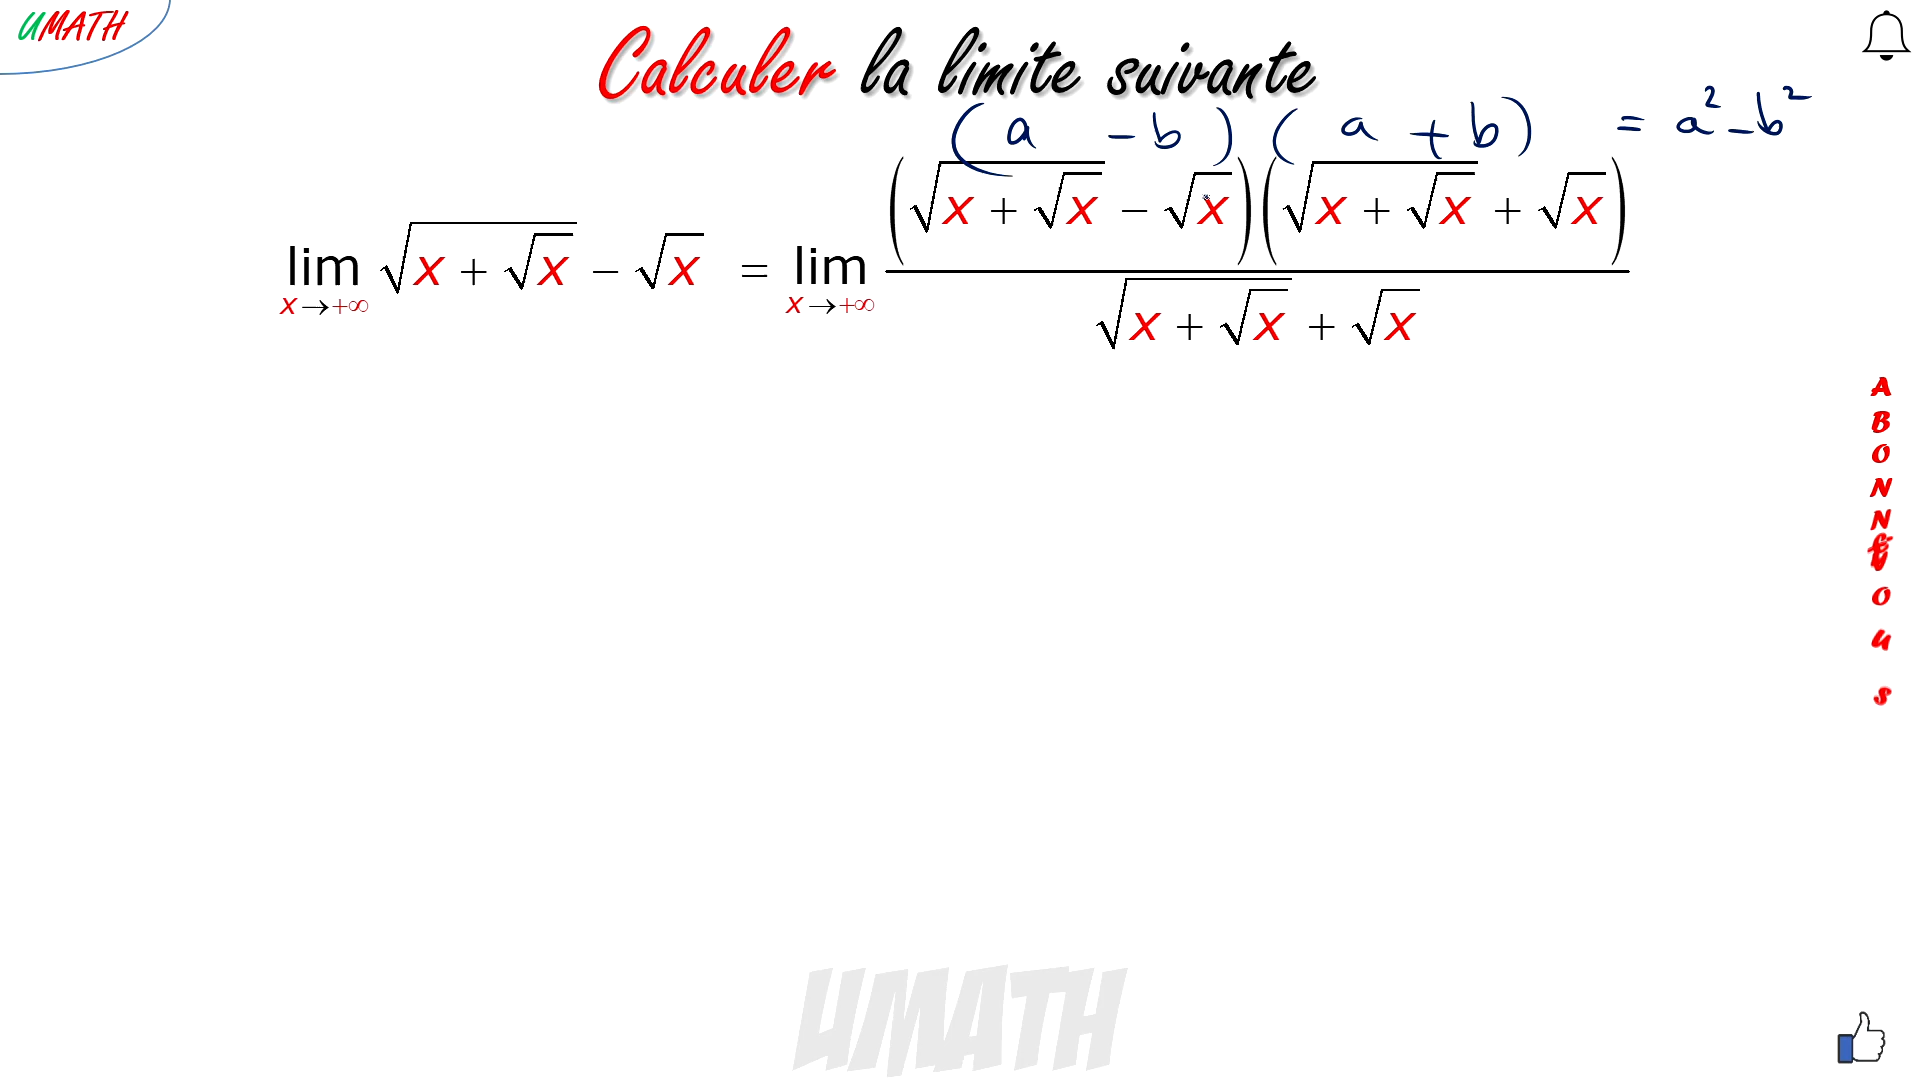 UMATH
Calculer la limite suivante
(a - b) (a + b) = a² - b²
lim x→+∞ √(x + √x) - √x = lim x→+∞ (√(x + √x) - √x)(√(x + √x) + √x) / (√(x + √x) + √x)
A
B
O
N
N
E
V
O
U
S
UMATH